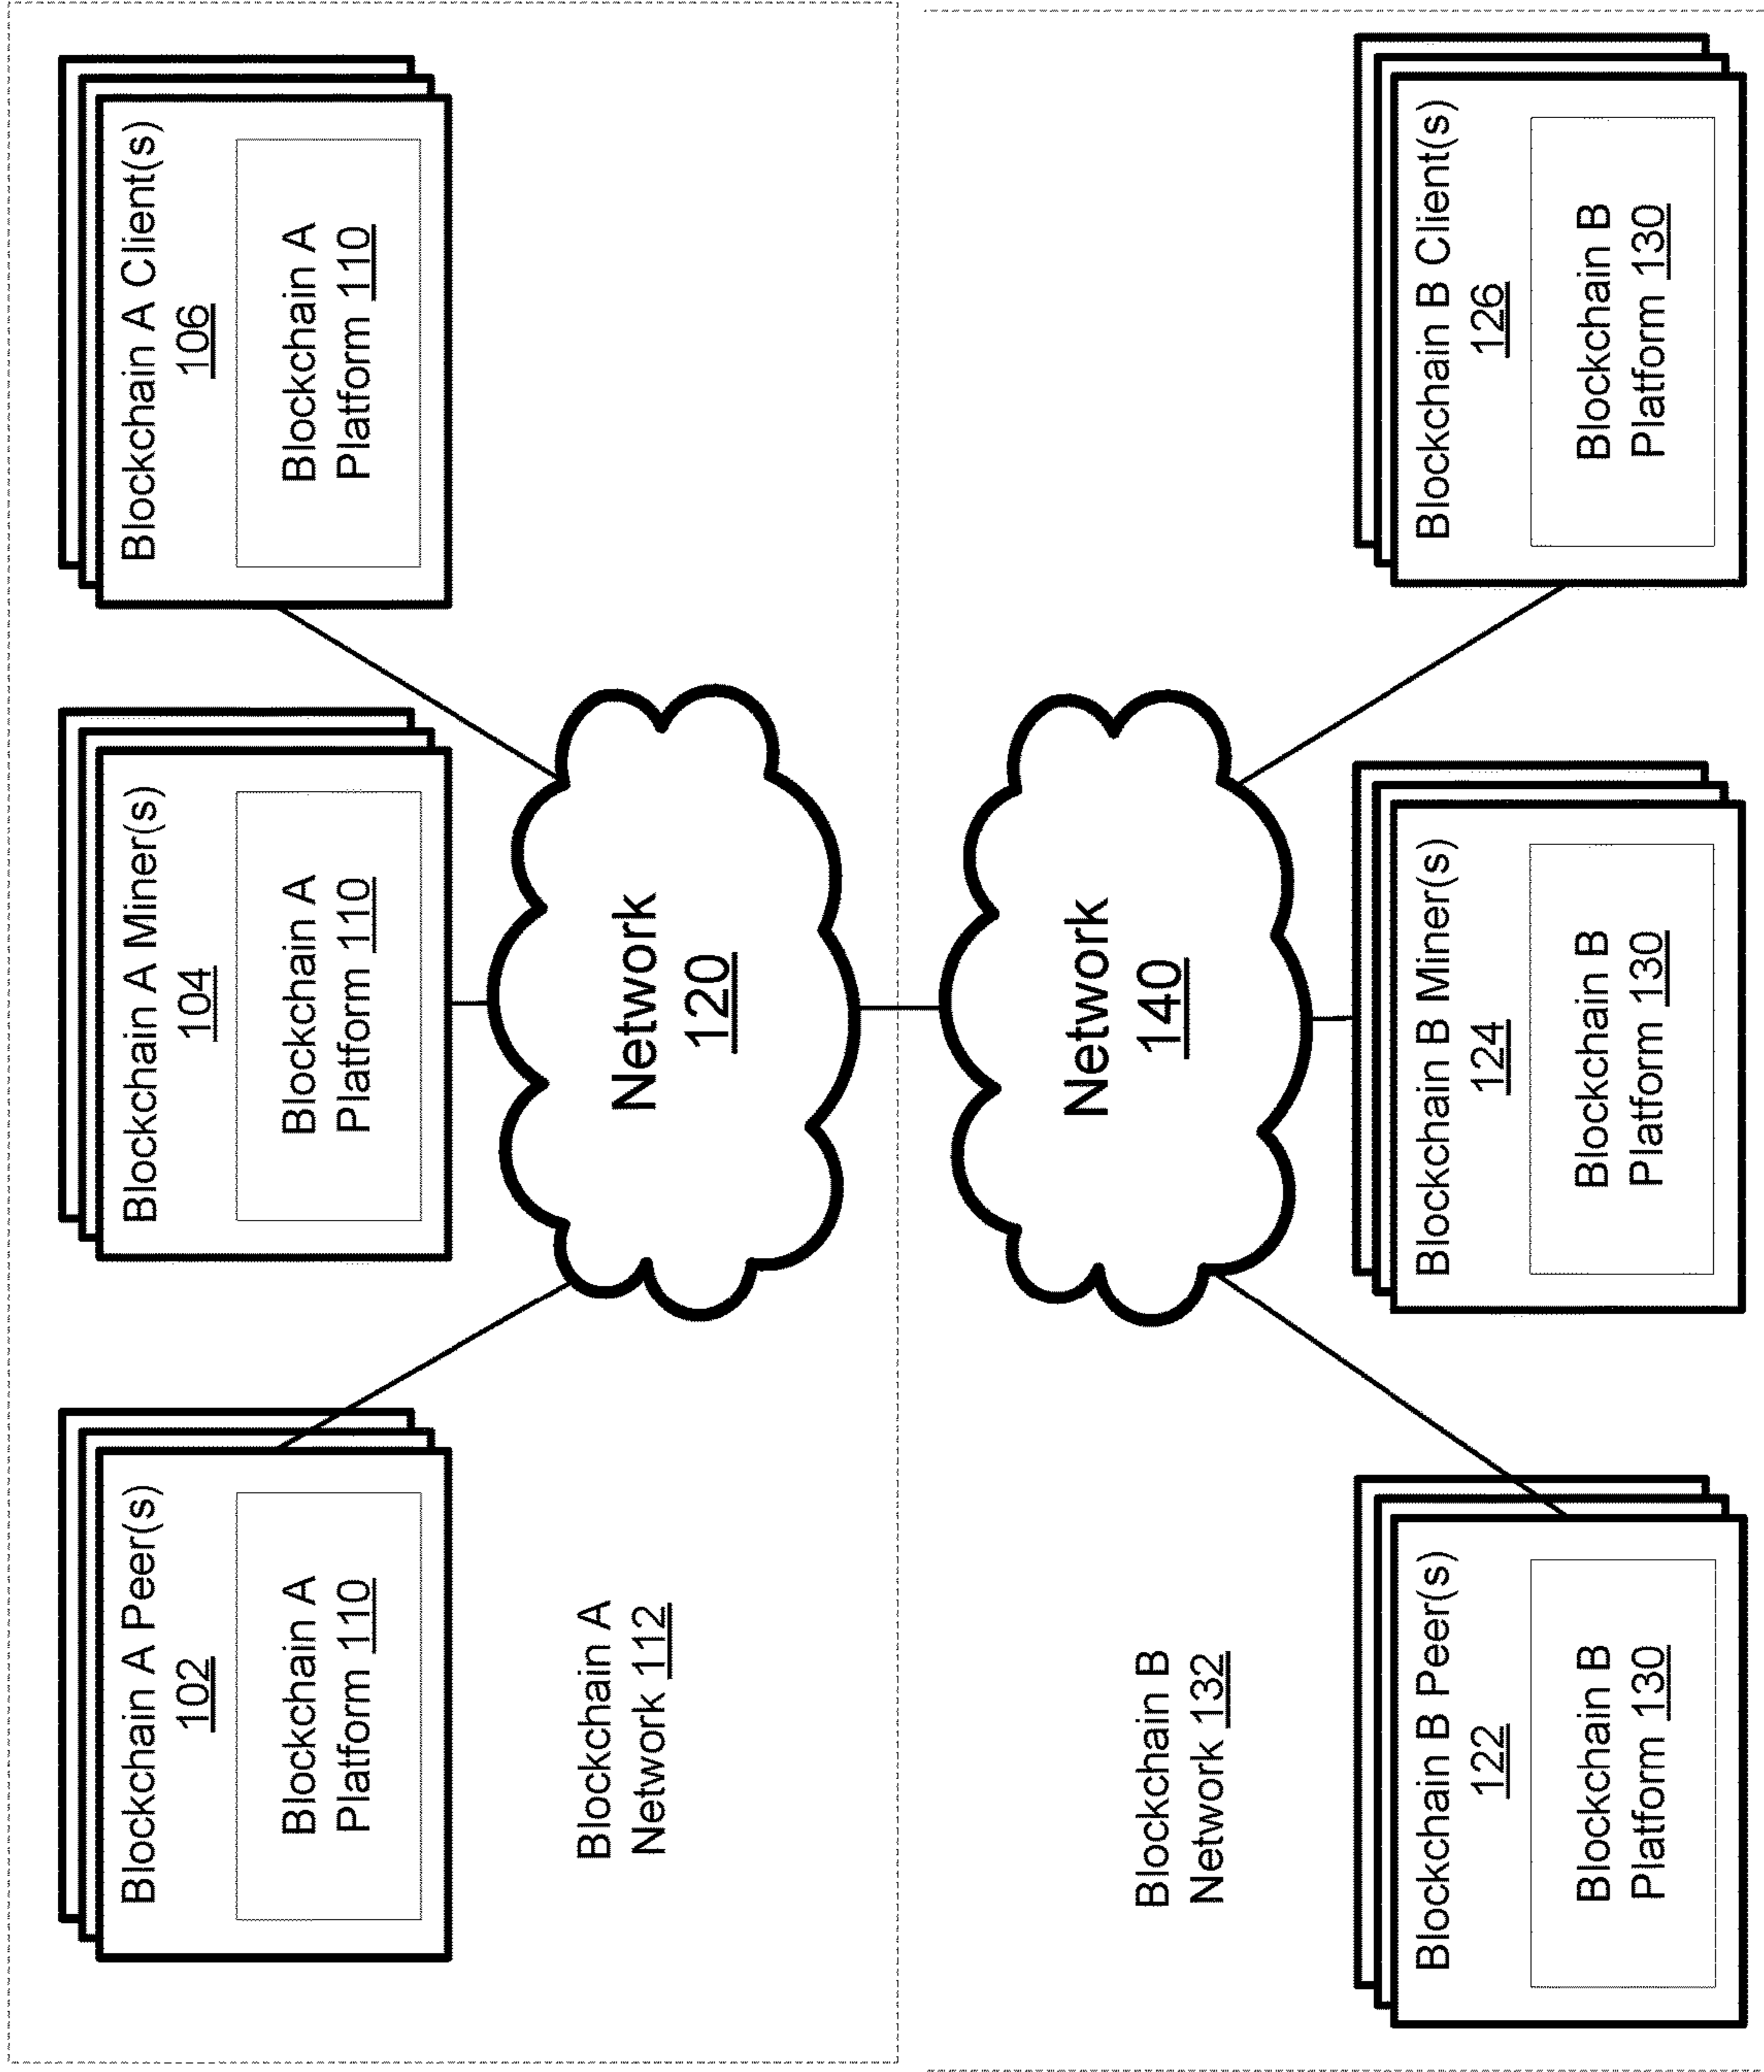 Blockchain A Peer(s)
102
Blockchain A
Platform 110
Blockchain A Miner(s)
104
Blockchain A
Platform 110
Blockchain A Client(s)
106
Blockchain A
Platform 110
Blockchain A
Network 112
Network
120
Blockchain B
Network 132
Network
140
Blockchain B Peer(s)
122
Blockchain B
Platform 130
Blockchain B Miner(s)
124
Blockchain B
Platform 130
Blockchain B Client(s)
126
Blockchain B
Platform 130